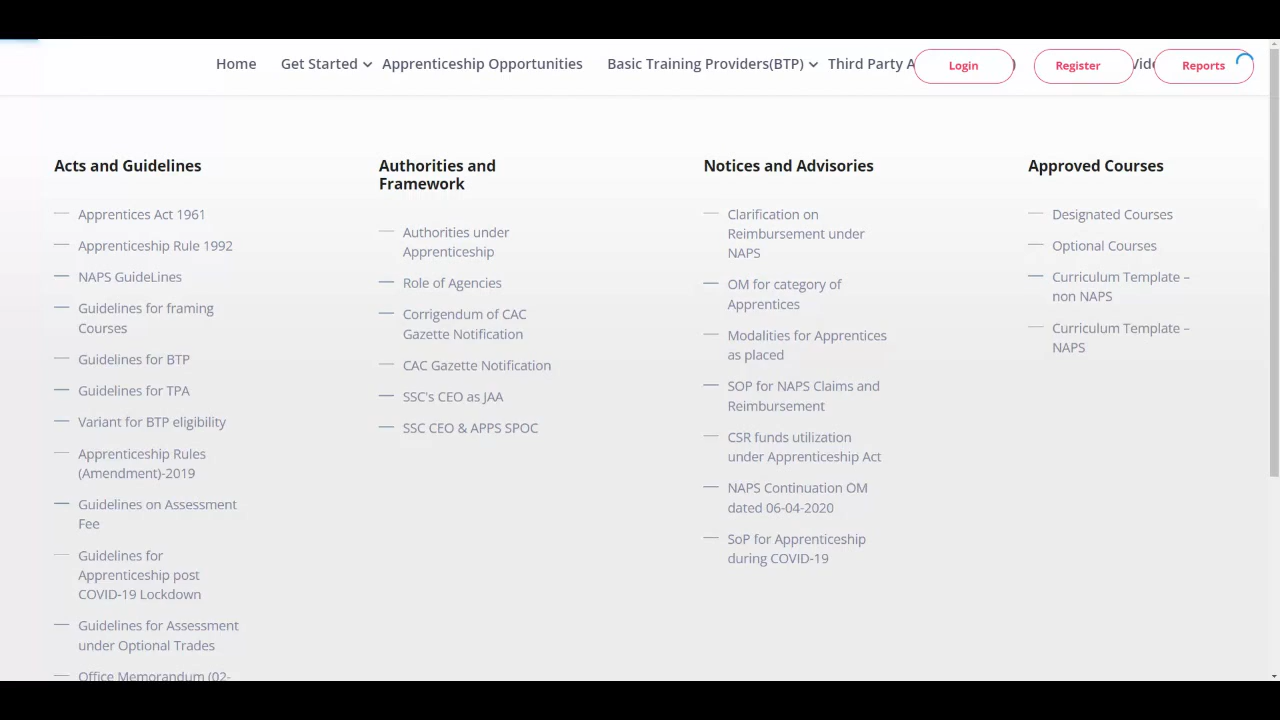 Home Get Started Apprenticeship Opportunities Basic Training Providers(BTP) Third Party A Login Register Reports
Acts and Guidelines
Apprentices Act 1961
Apprenticeship Rule 1992
NAPS GuideLines
Guidelines for framing
Courses
Guidelines for BTP
Guidelines for TPA
Variant for BTP eligibility
Apprenticeship Rules
(Amendment)-2019
Guidelines on Assessment
Fee
Guidelines for
Apprenticeship post
COVID-19 Lockdown
Guidelines for Assessment
under Optional Trades
Office Memorandum (02-
Authorities and
Framework
Authorities under
Apprenticeship
Role of Agencies
Corrigendum of CAC
Gazette Notification
CAC Gazette Notification
SSC's CEO as JAA
SSC CEO & APPS SPOC
Notices and Advisories
Clarification on
Reimbursement under
NAPS
OM for category of
Apprentices
Modalities for Apprentices
as placed
SOP for NAPS Claims and
Reimbursement
CSR funds utilization
under Apprenticeship Act
NAPS Continuation OM
dated 06-04-2020
SoP for Apprenticeship
during COVID-19
Approved Courses
Designated Courses
Optional Courses
Curriculum Template –
non NAPS
Curriculum Template –
NAPS